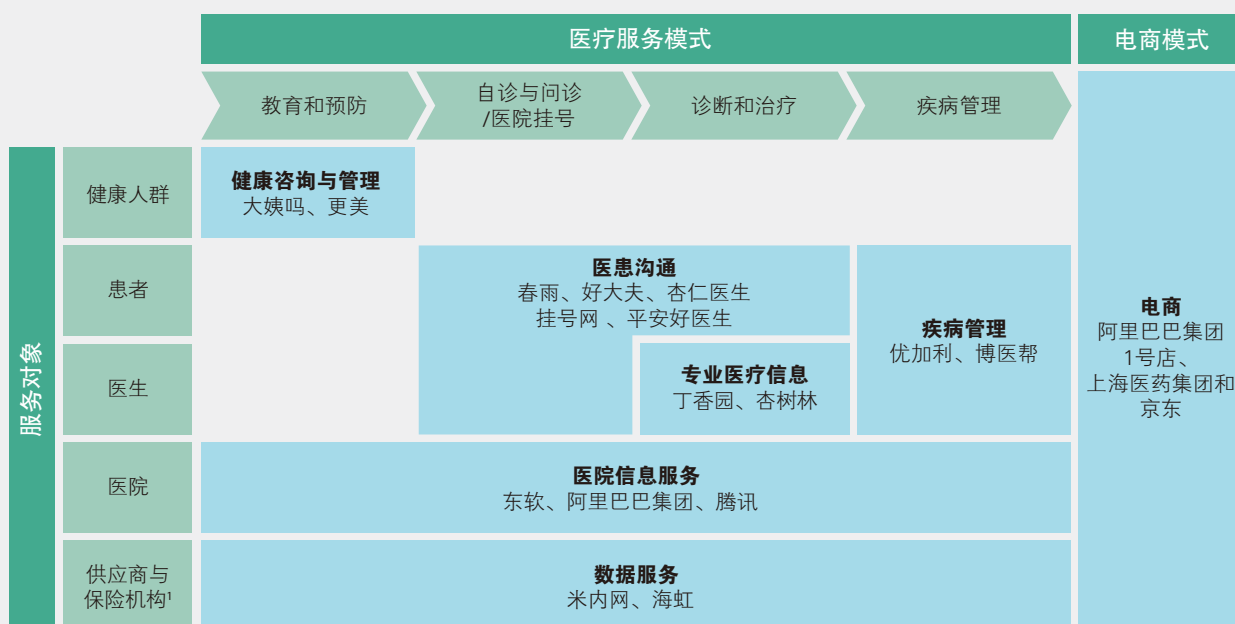 医疗服务模式
电商模式
教育和预防
自诊与问诊
/医院挂号
诊断和治疗
疾病管理
服务对象
健康人群
健康咨询与管理
大姨吗、更美
患者
医患沟通
春雨、好大夫、杏仁医生
挂号网 、平安好医生
疾病管理
优加利、博医帮
医生
专业医疗信息
丁香园、杏树林
医院
医院信息服务
东软、阿里巴巴集团、腾讯
供应商与
保险机构¹
数据服务
米内网、海虹
电商
阿里巴巴集团
1号店、
上海医药集团和
京东